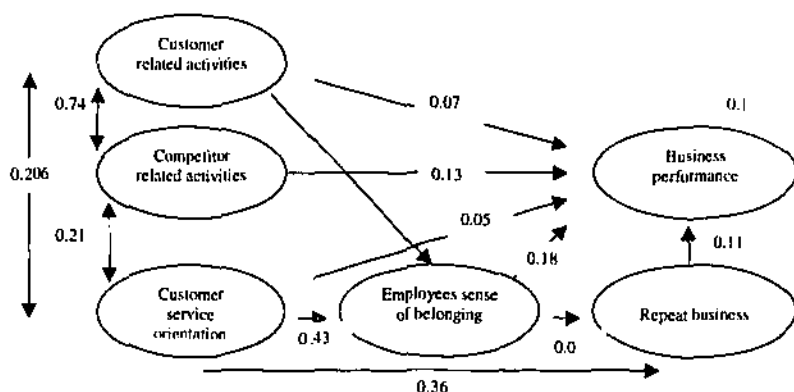 Customer
related activities
0.07
0.1
0.74
Competitor
related activities
Business
performance
0.206
0.13
0.05
0.21
0.18
0.11
Customer
service
orientation
Employees sense
of belonging
Repeat business
0.43
0.0
0.36